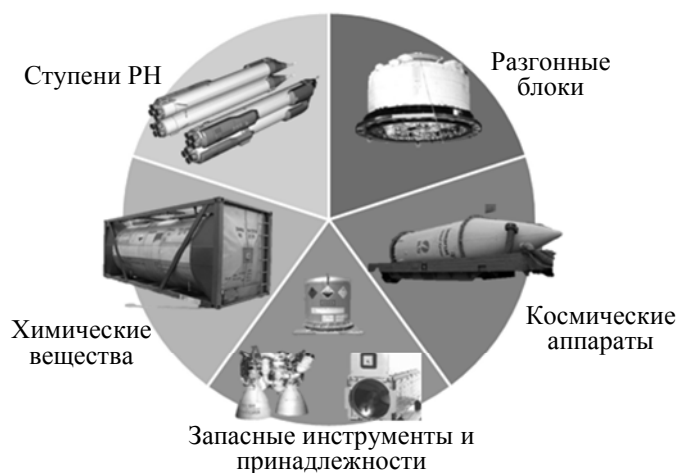 Ступени РН
Разгонные
блоки
Химические
вещества
Космические
аппараты
Запасные инструменты и
принадлежности